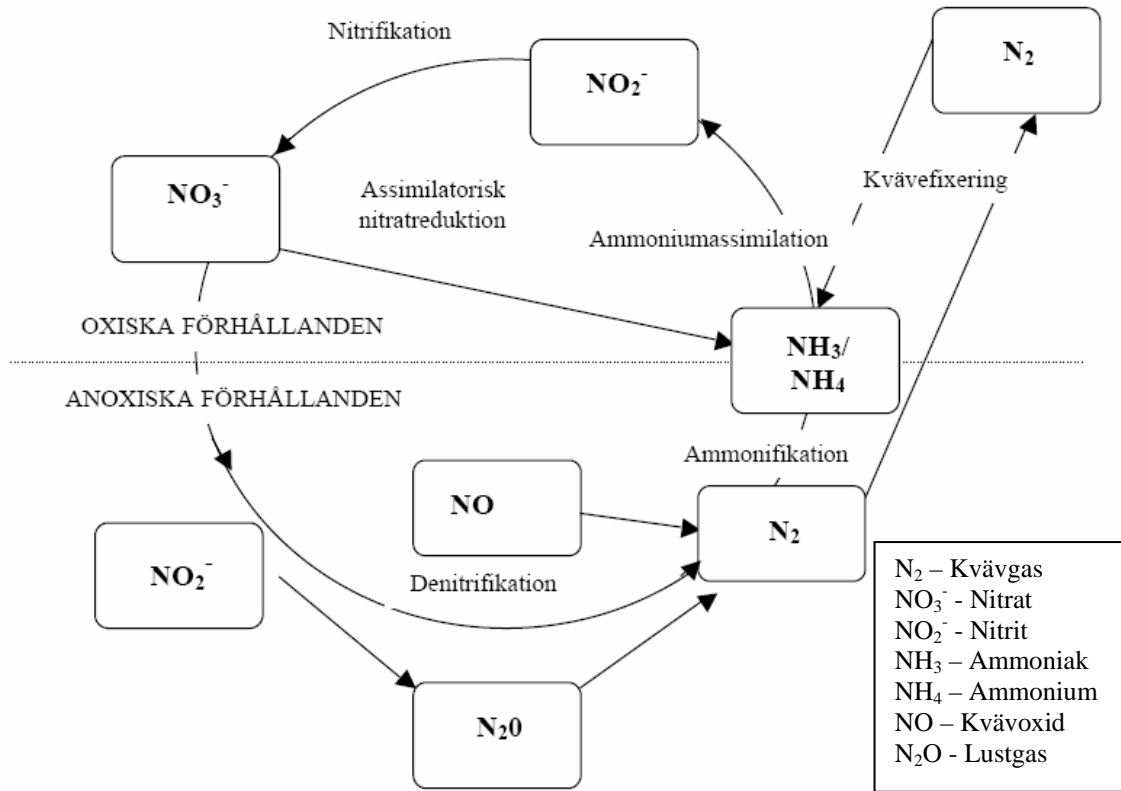 Nitrifikation
N₂
NO₂⁻
NO₃⁻
Assimilatorisk
nitratreduktion
Kvävefixering
Ammoniumassimilation
OXISKA FÖRHÅLLANDEN
NH₃/
NH₄
ANOXISKA FÖRHÅLLANDEN
Ammonifikation
NO
N₂
NO₂⁻
Denitrifikation
N₂0
N₂ – Kvävgas
NO₃⁻ - Nitrat
NO₂⁻ - Nitrit
NH₃ – Ammoniak
NH₄ – Ammonium
NO – Kvävoxid
N₂O - Lustgas